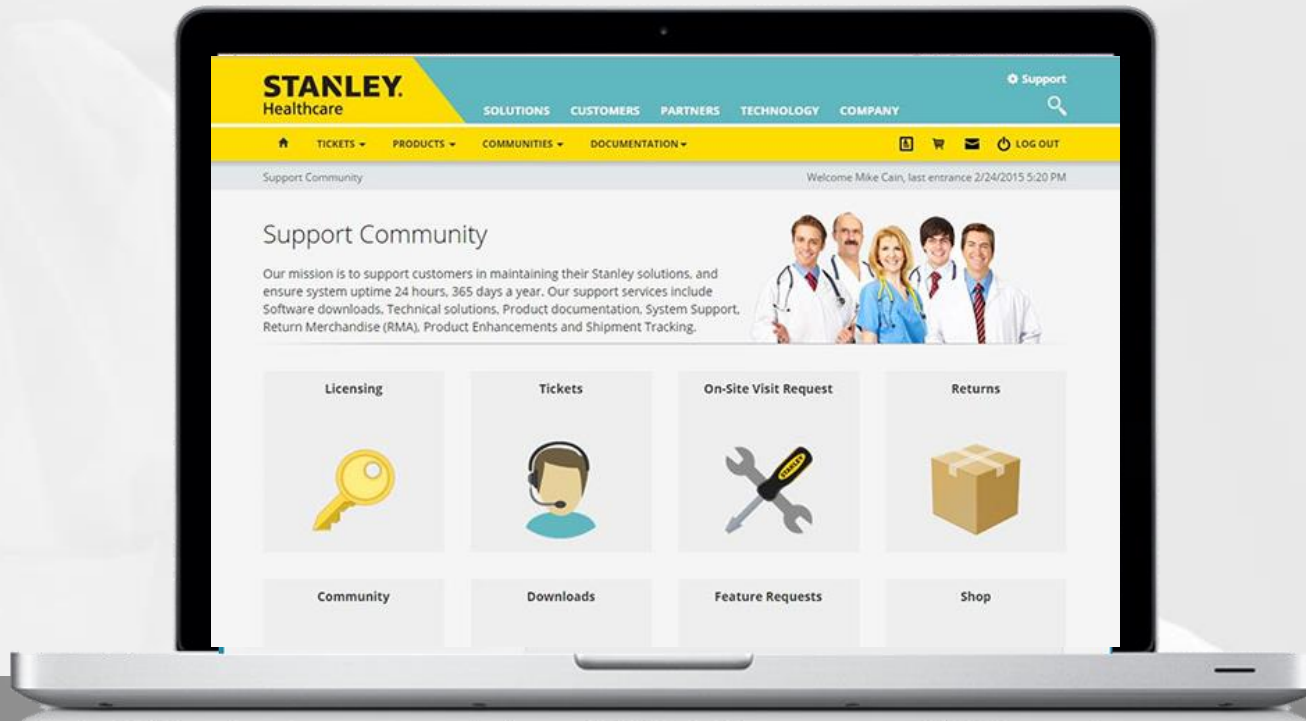 STANLEY.
Healthcare
Support
SOLUTIONS CUSTOMERS PARTNERS TECHNOLOGY COMPANY
TICKETS PRODUCTS COMMUNITIES DOCUMENTATION LOG OUT
Support Community Welcome Mike Cain, last entrance 2/24/2015 5:20 PM
Support Community
Our mission is to support customers in maintaining their Stanley solutions, and
ensure system uptime 24 hours, 365 days a year. Our support services include
Software downloads, Technical solutions, Product documentation, System Support,
Return Merchandise (RMA), Product Enhancements and Shipment Tracking.
Licensing Tickets On-Site Visit Request Returns
STANLEY
Community Downloads Feature Requests Shop